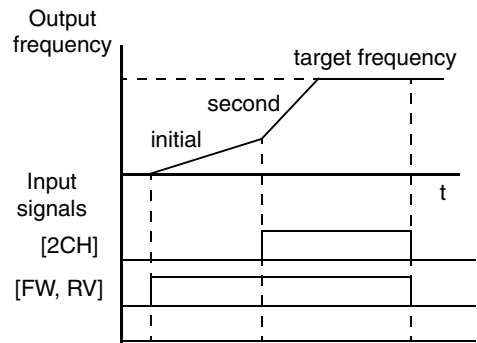 Output
frequency
target frequency
second
initial
Input
signals
t
[2CH]
[FW, RV]